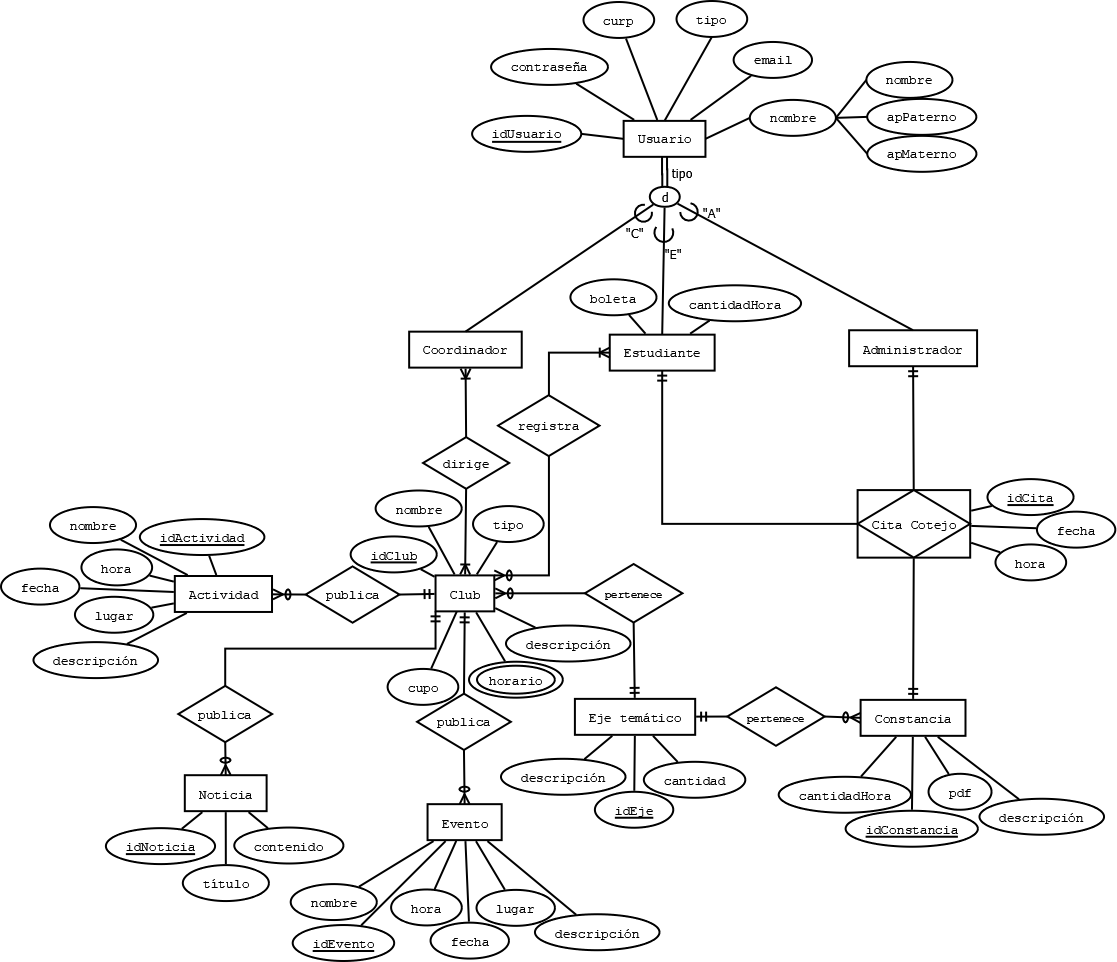 curp
tipo
contraseña
email
nombre
nombre
apPaterno
idUsuario
Usuario
apMaterno
tipo
d
"A"
"C"
"E"
boleta
cantidadHora
Coordinador
Estudiante
Administrador
registra
dirige
idCita
nombre
tipo
Cita Cotejo
fecha
nombre
idActividad
idClub
hora
hora
fecha
Actividad
publica
Club
pertenece
lugar
descripción
descripción
horario
cupo
publica
publica
Eje temático
pertenece
Constancia
descripción
cantidad
Noticia
cantidadHora
pdf
idEje
descripción
Evento
idConstancia
idNoticia
contenido
título
nombre
hora
lugar
idEvento
fecha
descripción